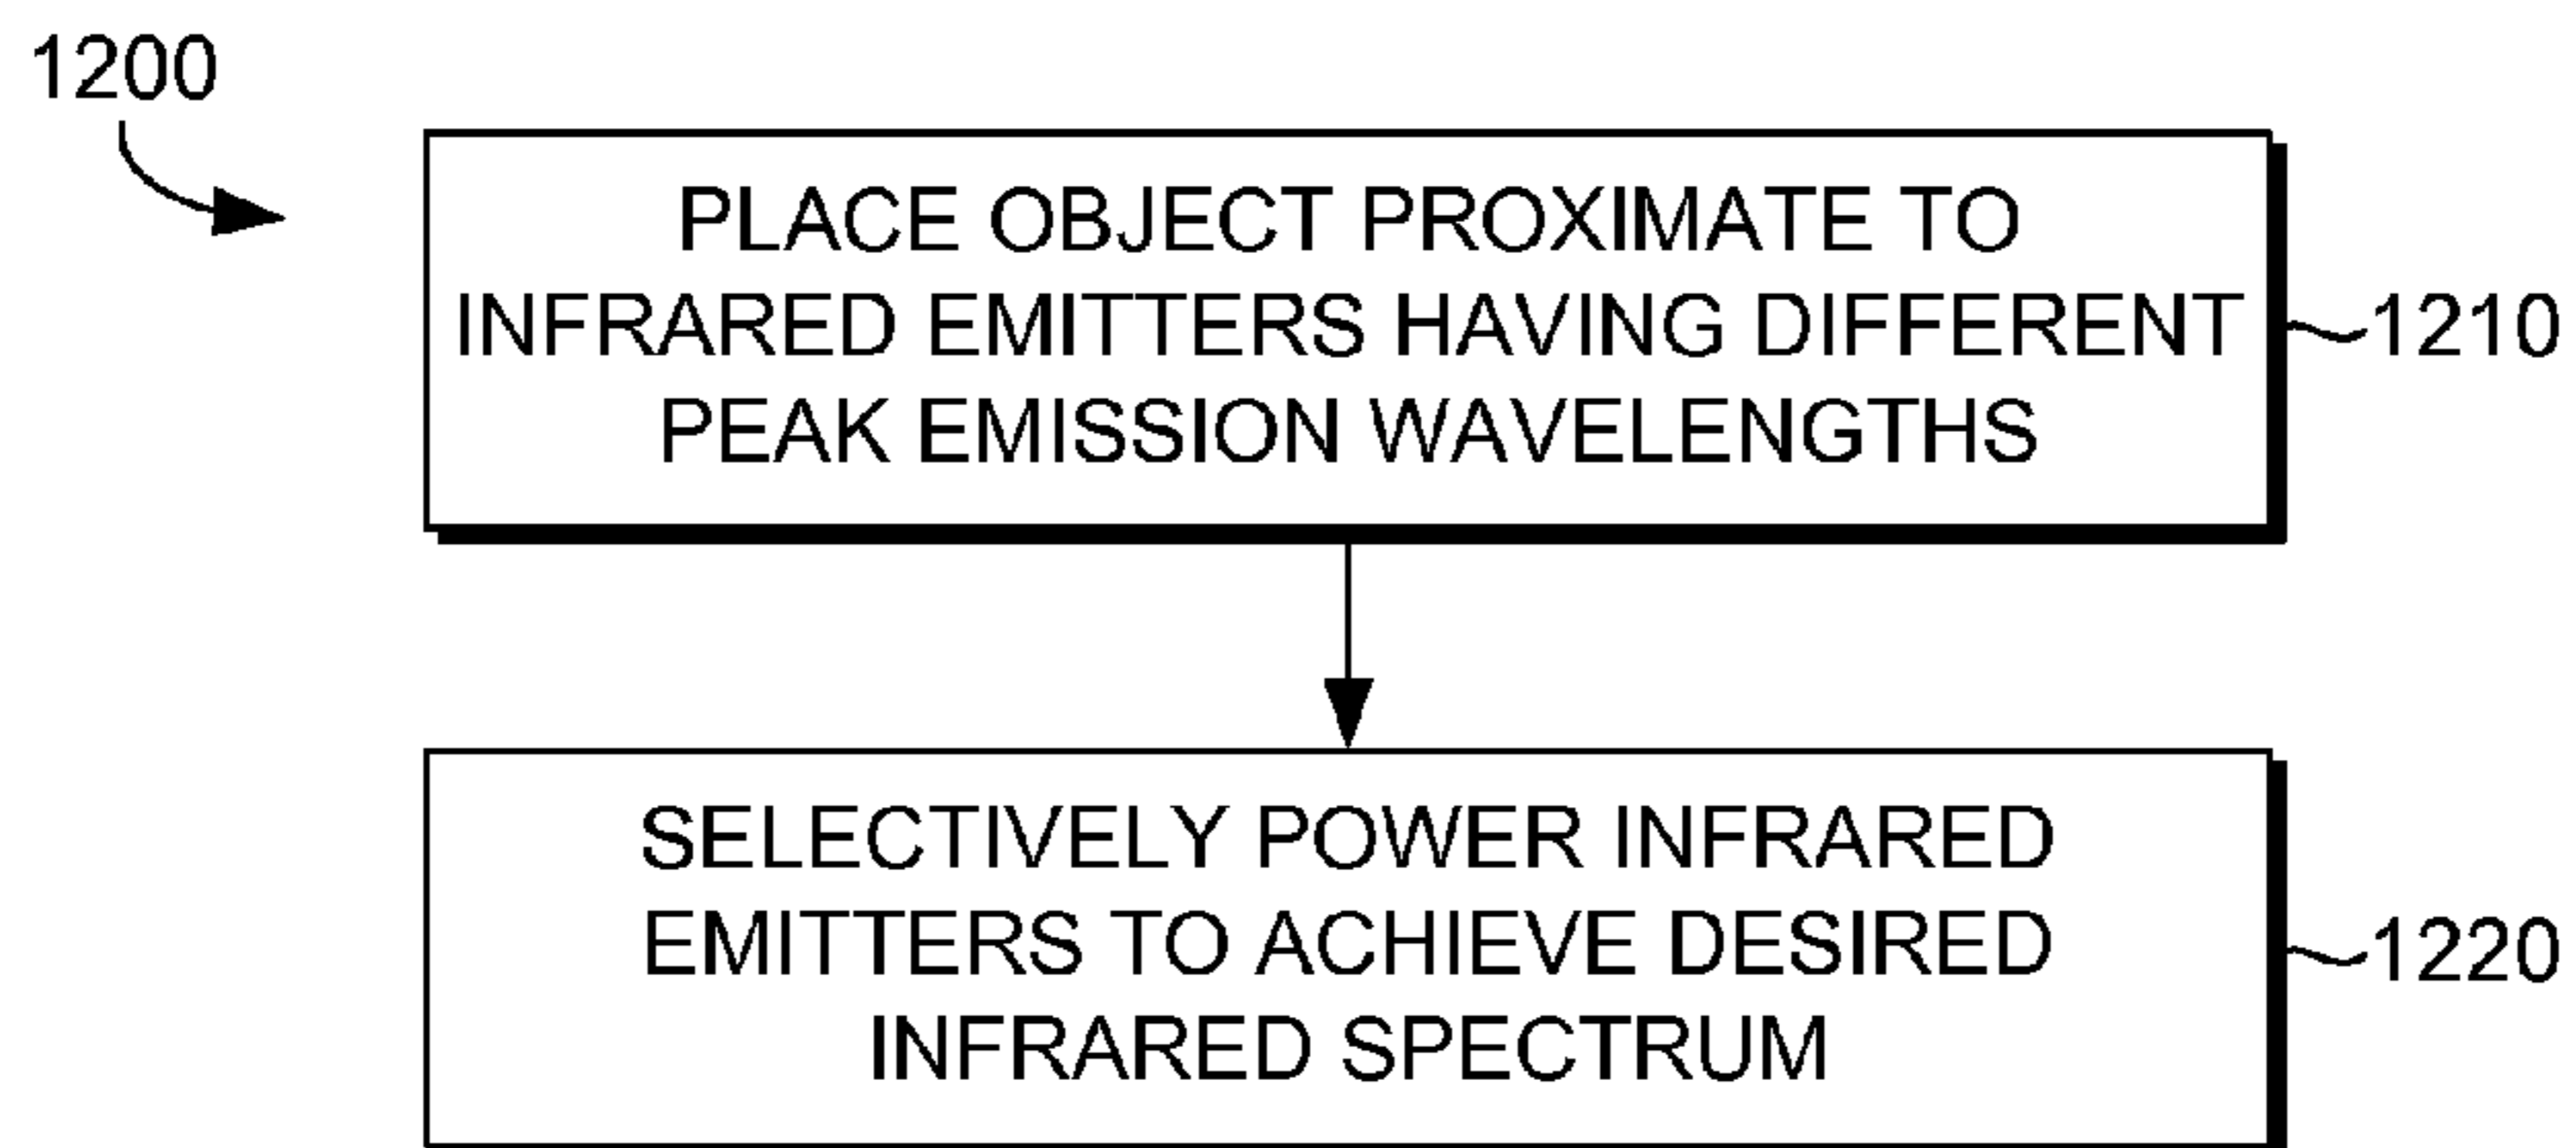 1200
PLACE OBJECT PROXIMATE TO
INFRARED EMITTERS HAVING DIFFERENT
PEAK EMISSION WAVELENGTHS
1210
SELECTIVELY POWER INFRARED
EMITTERS TO ACHIEVE DESIRED
INFRARED SPECTRUM
1220